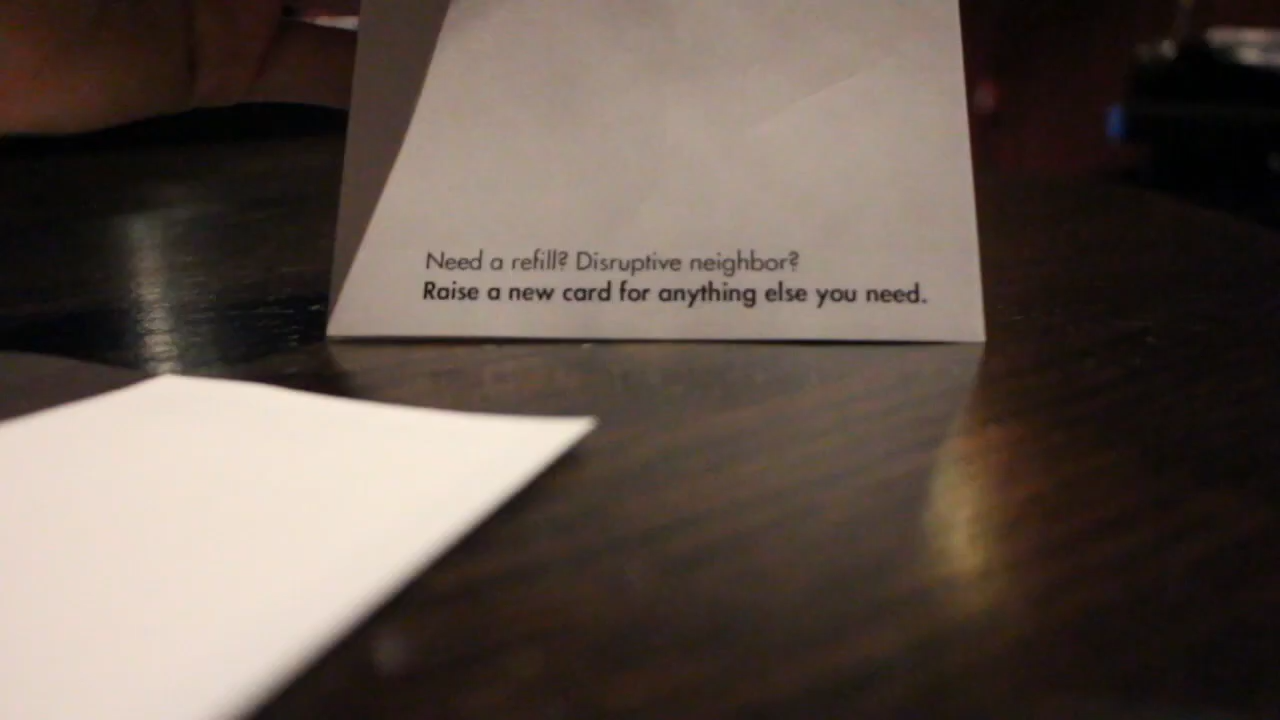 Need a refill? Disruptive neighbor?
Raise a new card for anything else you need.